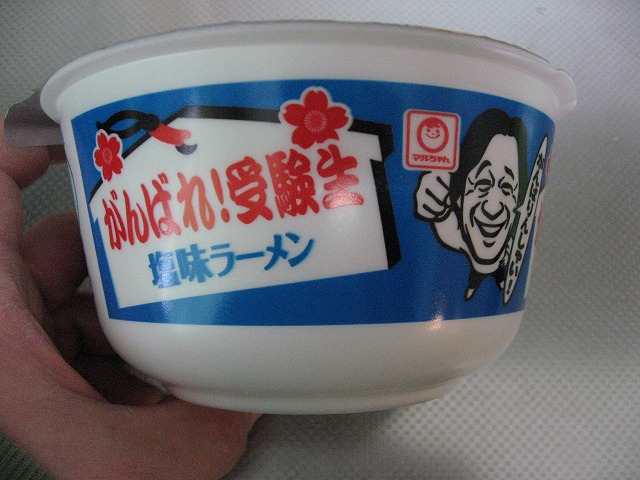 がんばれ!受験生
塩味ラーメン
マルちゃん